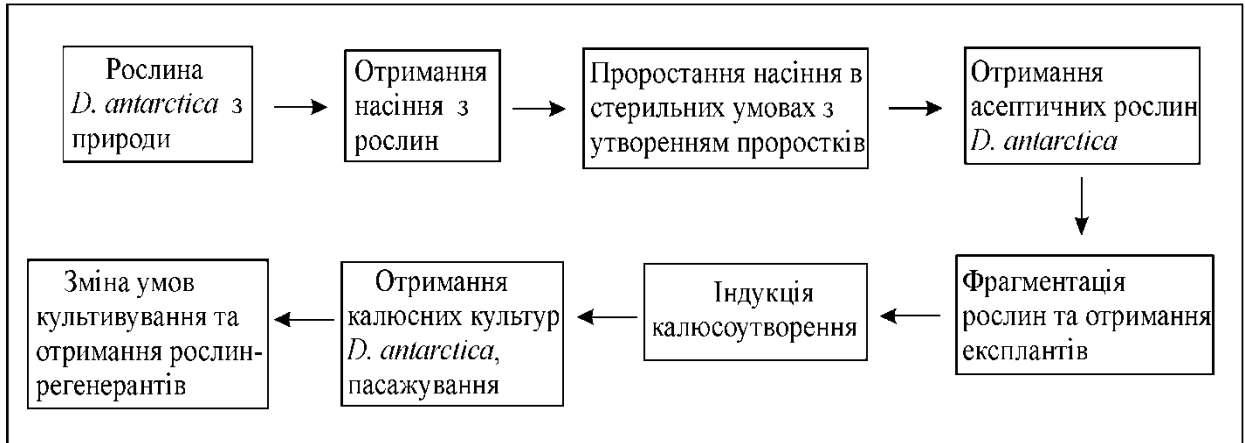 Рослина
D. antarctica з
природи
Отримання
насіння з
рослин
Проростання насіння в
стерильних умовах з
утворенням проростків
Отримання
асептичних рослин
D. antarctica
Фрагментація
рослин та отримання
експлантів
Індукція
калюсоутворення
Отримання
калюсних культур
D. antarctica,
пасажування
Зміна умов
культивування та
отримання рослин-
регенерантів